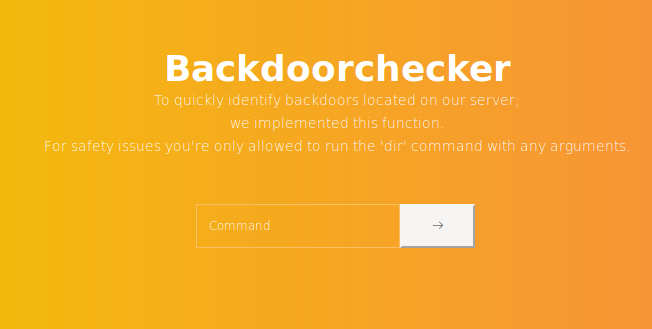 Backdoorchecker
To quickly identify backdoors located on our server;
we implemented this function.
For safety issues you're only allowed to run the 'dir' command with any arguments.
Command
→